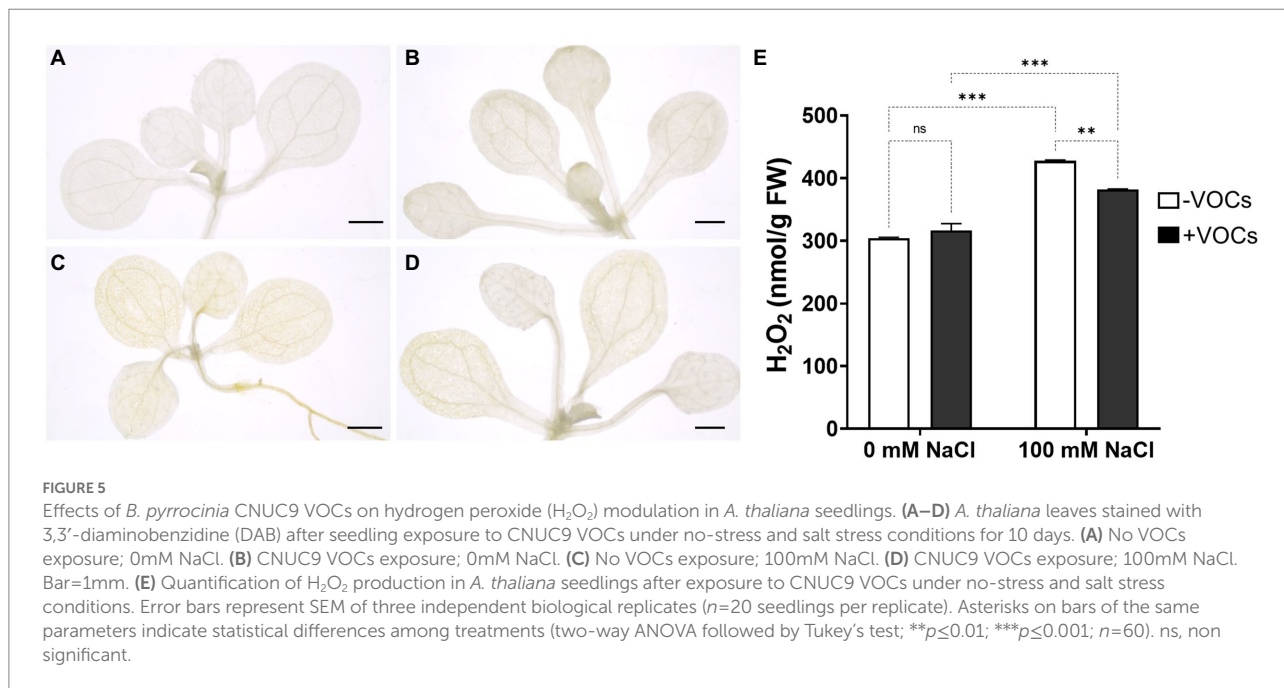 A
B
C
D
E
***
***
ns
**
500
400
300
200
100
0
H₂O₂ (nmol/g FW)
0 mM NaCl
100 mM NaCl
-VOCs
+VOCs
FIGURE 5
Effects of B. pyrrocinia CNUC9 VOCs on hydrogen peroxide (H₂O₂) modulation in A. thaliana seedlings. (A–D) A. thaliana leaves stained with
3,3′-diaminobenzidine (DAB) after seedling exposure to CNUC9 VOCs under no-stress and salt stress conditions for 10 days. (A) No VOCs
exposure; 0mM NaCl. (B) CNUC9 VOCs exposure; 0mM NaCl. (C) No VOCs exposure; 100mM NaCl. (D) CNUC9 VOCs exposure; 100mM NaCl.
Bar=1mm. (E) Quantification of H₂O₂ production in A. thaliana seedlings after exposure to CNUC9 VOCs under no-stress and salt stress
conditions. Error bars represent SEM of three independent biological replicates (n=20 seedlings per replicate). Asterisks on bars of the same
parameters indicate statistical differences among treatments (two-way ANOVA followed by Tukey's test; **p≤0.01; ***p≤0.001; n=60). ns, non
significant.